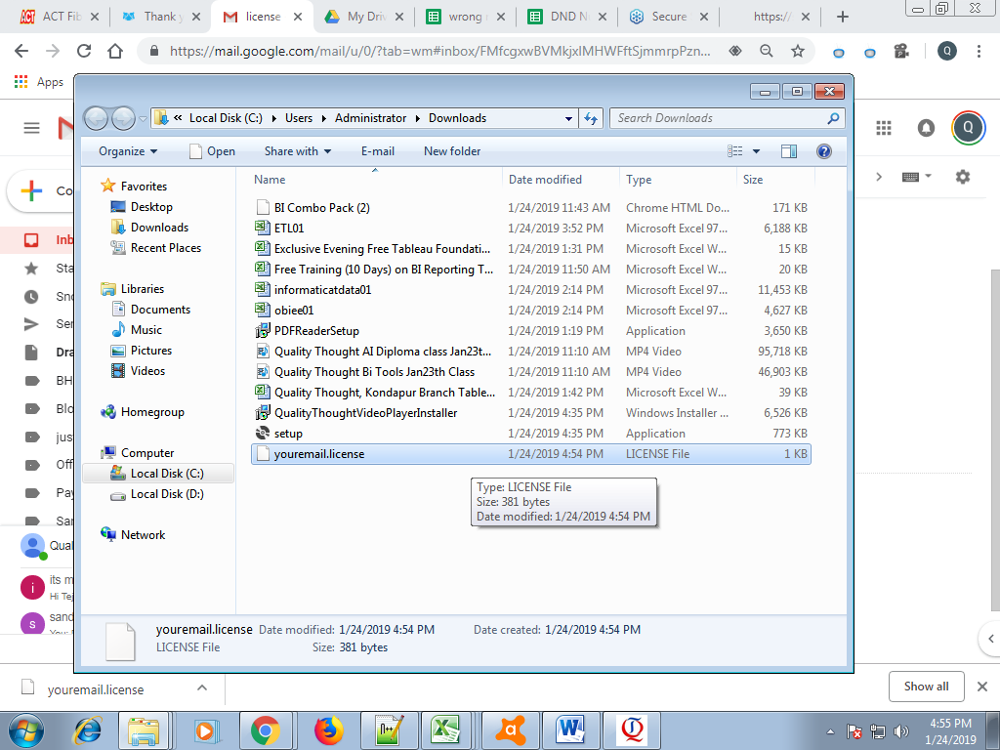 ACT Fib
Thank y
license
My Driv
wrong
DND N
Secure
https:/
https://mail.google.com/mail/u/0/?tab=wm#inbox/FMfcgxwBVMkjxlMHWFftSjmmrpPzn...
Q
Apps
Local Disk (C:)
Users
Administrator
Downloads
Search Downloads
Q
Organize
Open
Share with
E-mail
New folder
Name
Date modified
Type
Size
Co
Favorites
Desktop
Downloads
Recent Places
Libraries
Documents
Music
Pictures
Videos
Homegroup
Computer
Local Disk (C:)
Local Disk (D:)
Network
BI Combo Pack (2) 1/24/2019 11:43 AM Chrome HTML Do... 171 KB
ETL01 1/24/2019 3:52 PM Microsoft Excel 97... 6,188 KB
Exclusive Evening Free Tableau Foundati... 1/24/2019 1:31 PM Microsoft Excel W... 15 KB
Free Training (10 Days) on BI Reporting T... 1/24/2019 11:50 AM Microsoft Excel W... 20 KB
informaticatdata01 1/24/2019 2:14 PM Microsoft Excel 97... 11,453 KB
obiee01 1/24/2019 2:14 PM Microsoft Excel 97... 4,627 KB
PDFReaderSetup 1/24/2019 1:19 PM Application 3,650 KB
Quality Thought AI Diploma class Jan23t... 1/24/2019 11:10 AM MP4 Video 95,718 KB
Quality Thought Bi Tools Jan23th Class 1/24/2019 11:10 AM MP4 Video 46,903 KB
Quality Thought, Kondapur Branch Table... 1/24/2019 1:42 PM Microsoft Excel W... 39 KB
QualityThoughtVideoPlayerInstaller 1/24/2019 4:35 PM Windows Installer ... 6,526 KB
setup 1/24/2019 4:35 PM Application 773 KB
youremail.license 1/24/2019 4:54 PM LICENSE File 1 KB
Type: LICENSE File
Size: 381 bytes
Date modified: 1/24/2019 4:54 PM
Inb
Sta
Sno
Ser
Dra
BH
Blo
jus
Off
Pay
Sar
Qual
i
its m
Hi Tej
s
sand
You:
youremail.license Date modified: 1/24/2019 4:54 PM Date created: 1/24/2019 4:54 PM
LICENSE File Size: 381 bytes
youremail.license
Show all
4:55 PM
1/24/2019